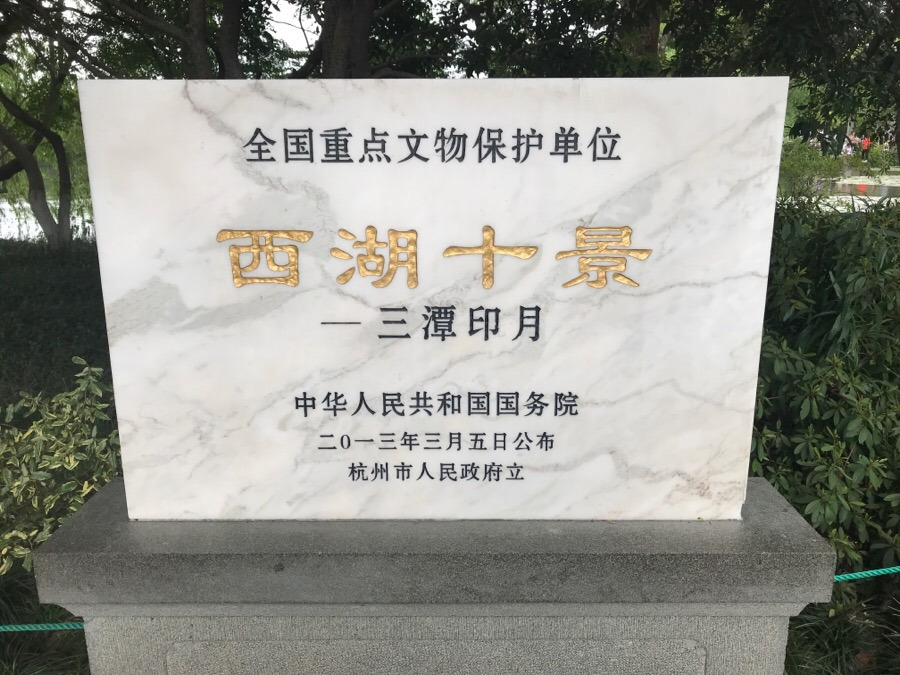 全国重点文物保护单位
西湖十景
—三潭印月
中华人民共和国国务院
二〇一三年三月五日公布
杭州市人民政府立